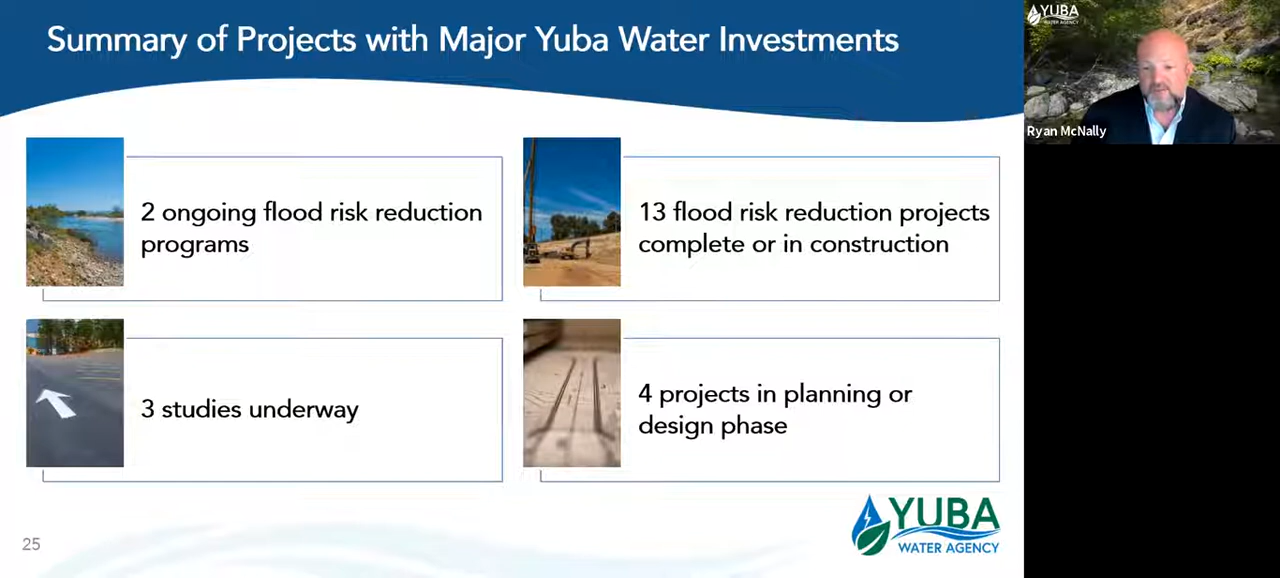 Summary of Projects with Major Yuba Water Investments
YUBA
WATER AGENCY
Ryan McNally
2 ongoing flood risk reduction
programs
13 flood risk reduction projects
complete or in construction
3 studies underway
4 projects in planning or
design phase
25
YUBA
WATER AGENCY